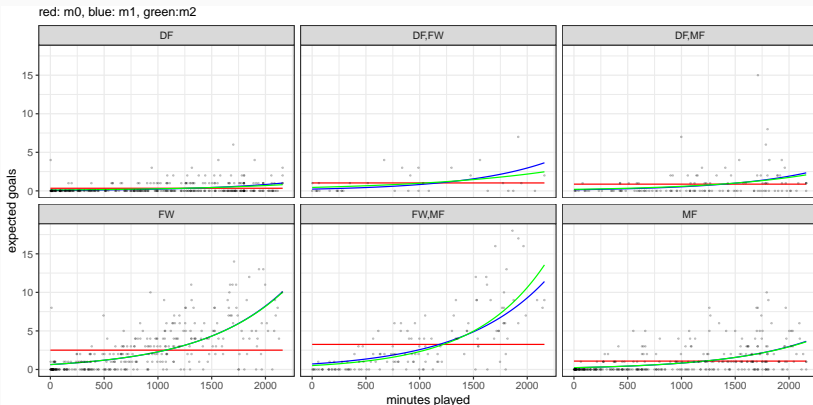 red: m0, blue: m1, green:m2
DF
DF,FW
DF,MF
15
10
5
0
FW
FW,MF
MF
15
10
5
0
0 500 1000 1500 2000 0 500 1000 1500 2000 0 500 1000 1500 2000
expected goals
minutes played